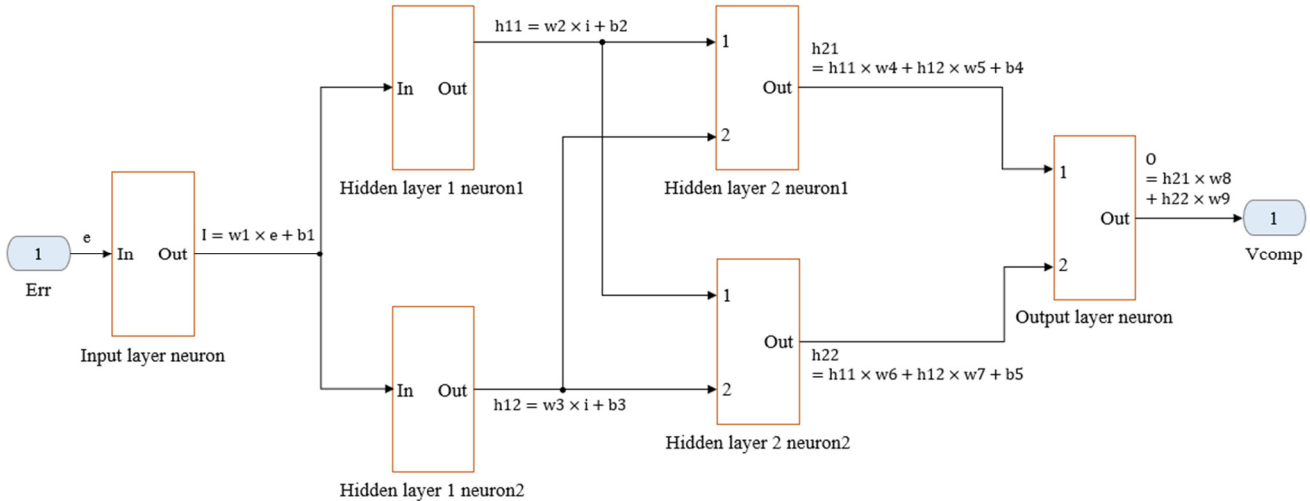 1
Err
e
In
Out
Input layer neuron
I = w1 × e + b1
In
Out
Hidden layer 1 neuron1
h11 = w2 × i + b2
In
Out
Hidden layer 1 neuron2
h12 = w3 × i + b3
1
2
Out
Hidden layer 2 neuron1
h21
= h11 × w4 + h12 × w5 + b4
1
2
Out
Hidden layer 2 neuron2
h22
= h11 × w6 + h12 × w7 + b5
1
2
Out
Output layer neuron
O
= h21 × w8
+ h22 × w9
1
Vcomp